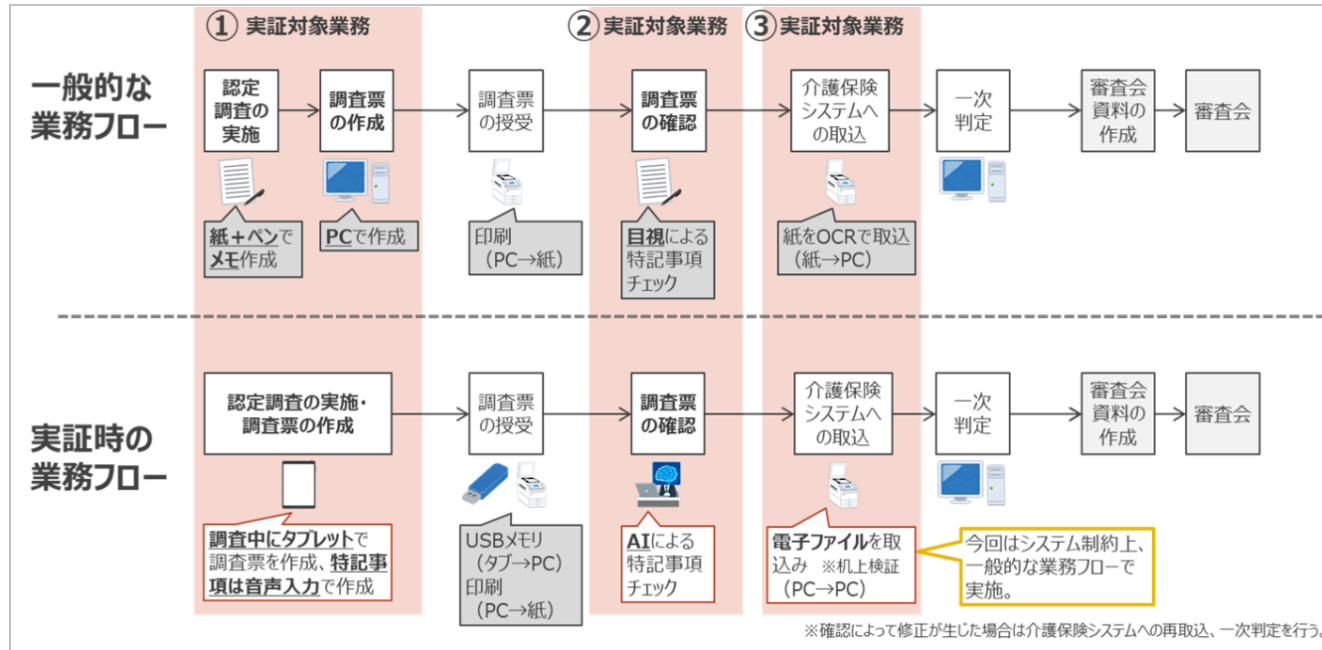 ① 実証対象業務
② 実証対象業務
③ 実証対象業務
一般的な
業務フロー
認定
調査の
実施
調査票
の作成
調査票
の授受
調査票
の確認
介護保険
システムへ
の取込
一次
判定
審査会
資料の
作成
審査会
紙+ペンで
メモ作成
PCで作成
印刷
(PC→紙)
目視による
特記事項
チェック
紙をOCRで取込
(紙→PC)
実証時の
業務フロー
認定調査の実施・
調査票の作成
調査票
の授受
調査票
の確認
介護保険
システムへ
の取込
一次
判定
審査会
資料の
作成
審査会
調査中にタブレットで
調査票を作成、特記事
項は音声入力で作成
USBメモリ
(タブ→PC)
印刷
(PC→紙)
AIによる
特記事項
チェック
電子ファイルを取
込み ※机上検証
(PC→PC)
今回はシステム制約上、
一般的な業務フローで
実施。
※確認によって修正が生じた場合は介護保険システムへの再取込、一次判定を行う。